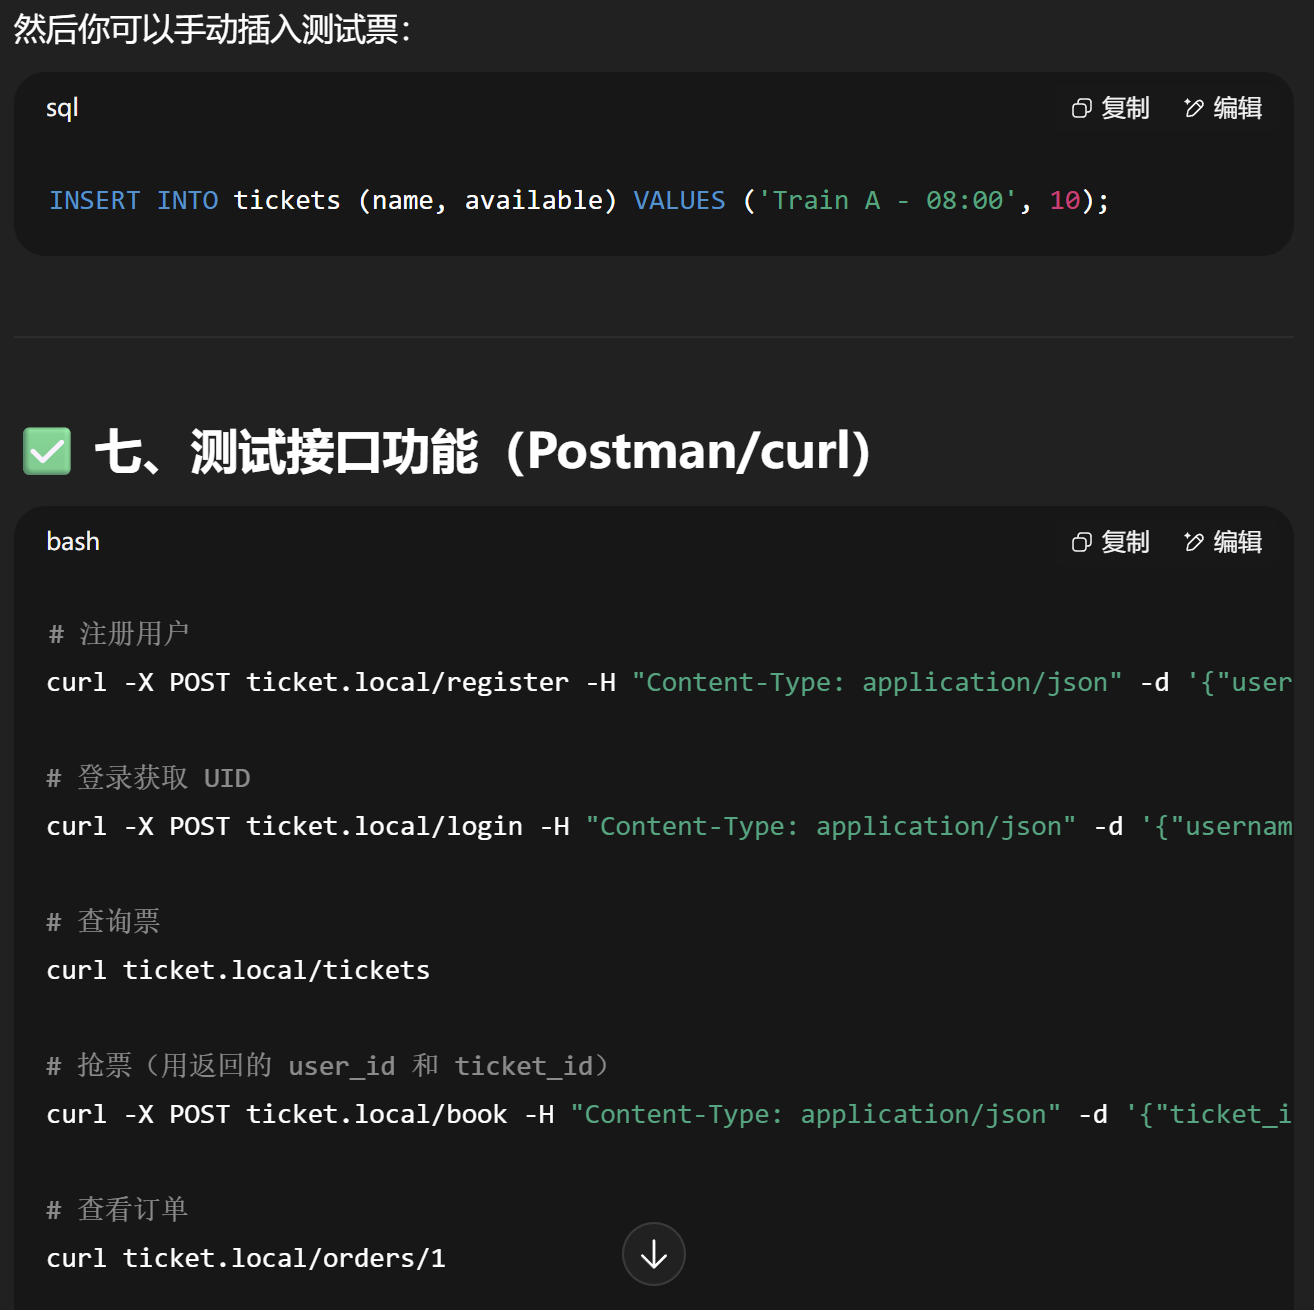 然后你可以手动插入测试票：
sql
复制
编辑
INSERT INTO tickets (name, available) VALUES ('Train A - 08:00', 10);
✅ 七、测试接口功能（Postman/curl）
bash
复制
编辑
# 注册用户
curl -X POST ticket.local/register -H "Content-Type: application/json" -d '{"user
# 登录获取 UID
curl -X POST ticket.local/login -H "Content-Type: application/json" -d '{"usernam
# 查询票
curl ticket.local/tickets
# 抢票（用返回的 user_id 和 ticket_id）
curl -X POST ticket.local/book -H "Content-Type: application/json" -d '{"ticket_i
# 查看订单
curl ticket.local/orders/1